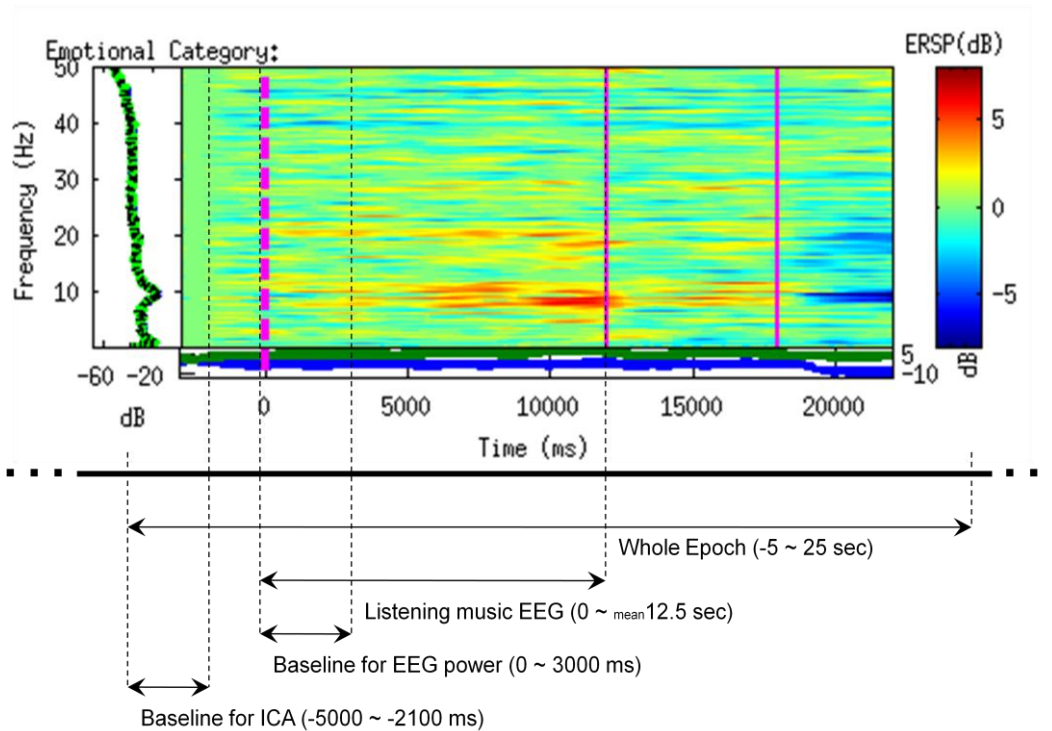 Emotional Category:
ERSP(dB)
50
40
30
20
10
Frequency (Hz)
5
0
-5
-60 -20
dB
5
-10
dB
0 5000 10000 15000 20000
Time (ms)
Whole Epoch (-5 ~ 25 sec)
Listening music EEG (0 ~ mean 12.5 sec)
Baseline for EEG power (0 ~ 3000 ms)
Baseline for ICA (-5000 ~ -2100 ms)